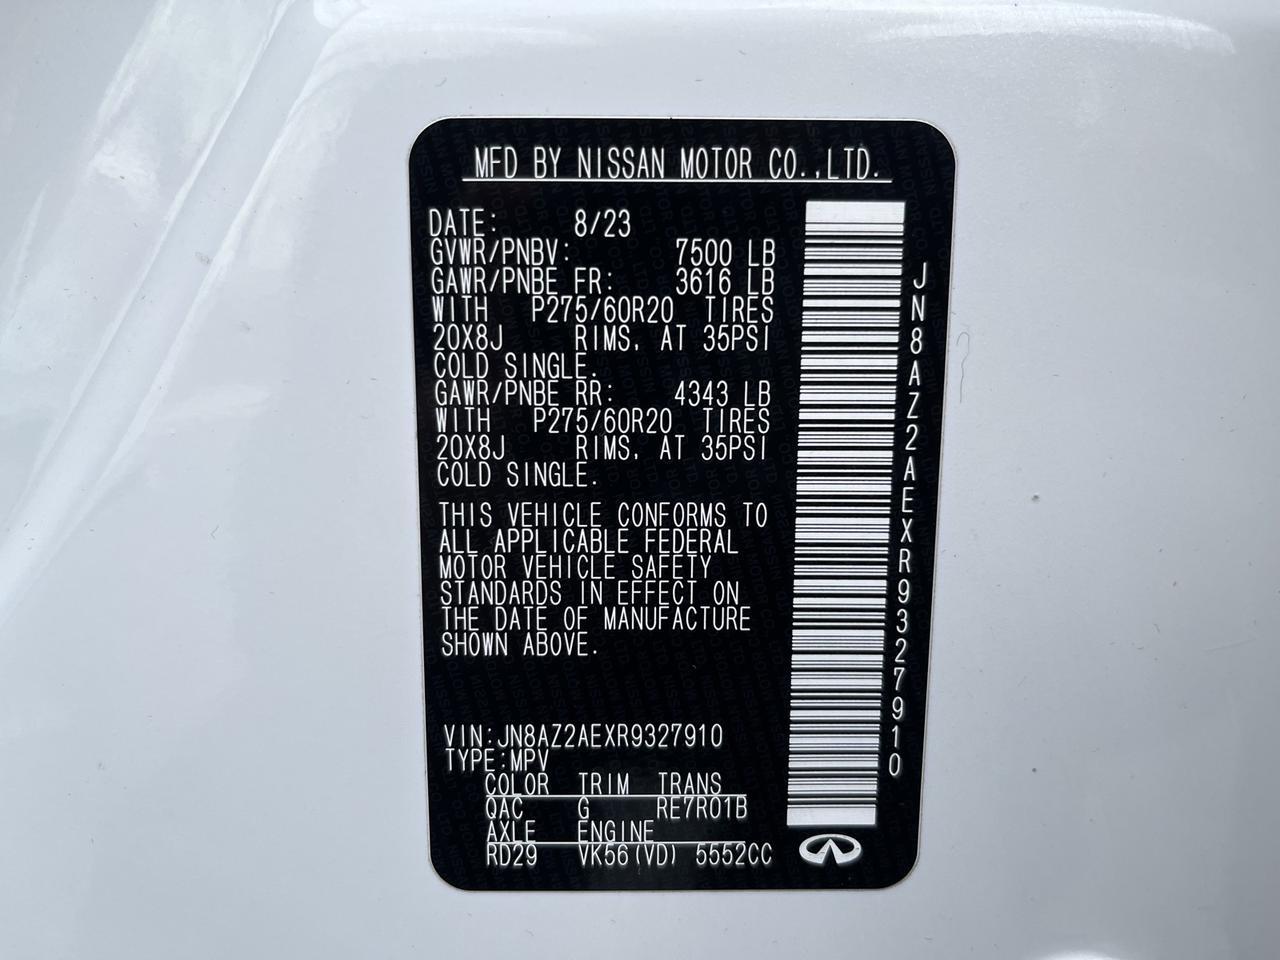 MFD BY NISSAN MOTOR CO.,LTD.
DATE: 8/23
GVWR/PNBV: 7500 LB
GAWR/PNBE FR: 3616 LB
WITH P275/60R20 TIRES
20X8J RIMS, AT 35PSI
COLD SINGLE.
GAWR/PNBE RR: 4343 LB
WITH P275/60R20 TIRES
20X8J RIMS, AT 35PSI
COLD SINGLE.
THIS VEHICLE CONFORMS TO
ALL APPLICABLE FEDERAL
MOTOR VEHICLE SAFETY
STANDARDS IN EFFECT ON
THE DATE OF MANUFACTURE
SHOWN ABOVE.
VIN:JN8AZ2AEXR9327910
TYPE:MPV
COLOR TRIM TRANS
QAC G RE7R01B
AXLE ENGINE
RD29 VK56(VD) 5552CC
JN8AZ2AEXR9327910